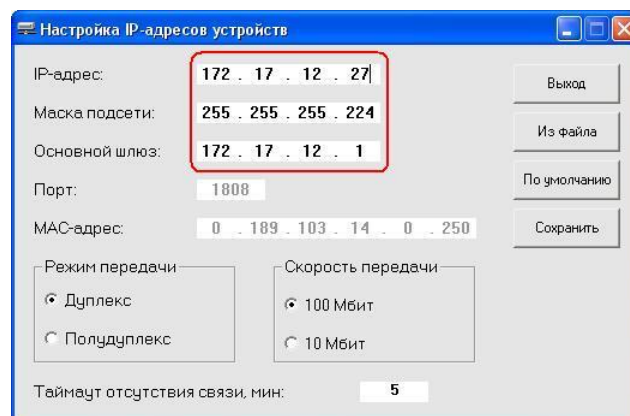 Настройка IP-адресов устройств
IP-адрес: 172 . 17 . 12 . 27
Выход
Маска подсети: 255 . 255 . 255 . 224
Из файла
Основной шлюз: 172 . 17 . 12 . 1
По умолчанию
Порт: 1808
MAC-адрес: 0 . 189 . 103 . 14 . 0 . 250
Сохранить
Режим передачи
Дуплекс
Полудуплекс
Скорость передачи
100 Мбит
10 Мбит
Таймаут отсутствия связи, мин: 5